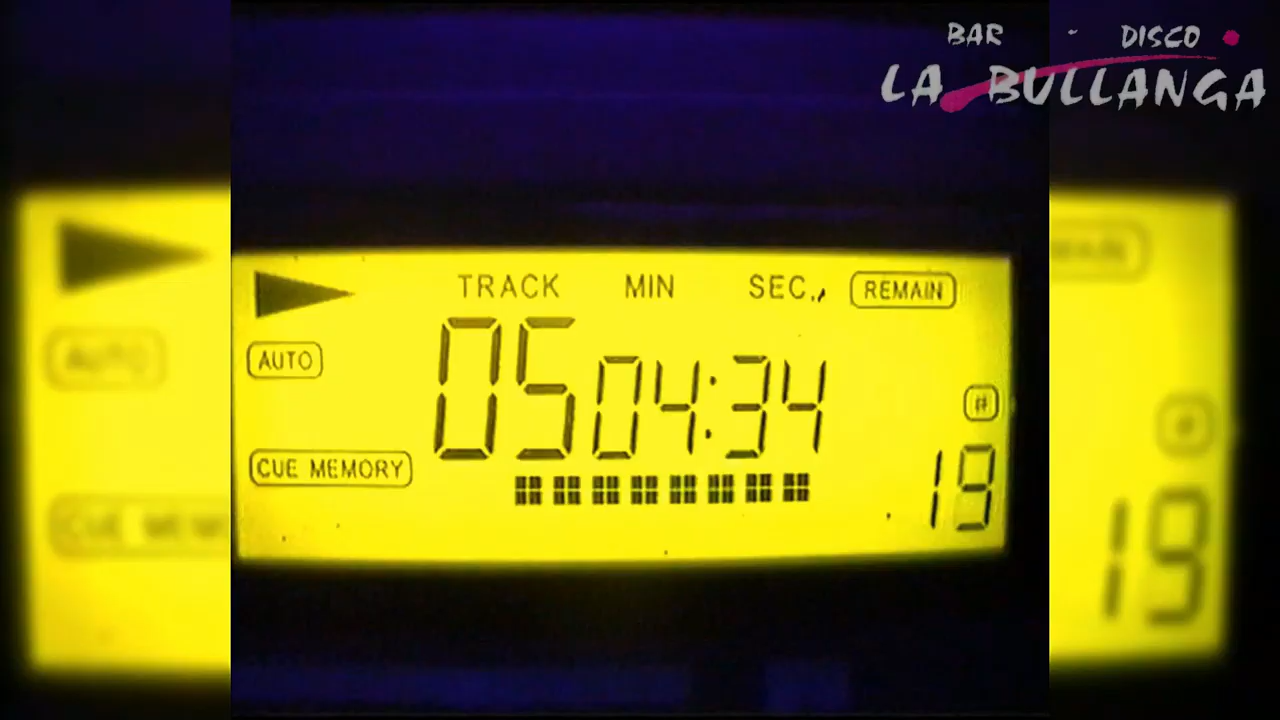 BAR · DISCO
LA BULLANGA
TRACK MIN SEC. REMAIN
AUTO
05 04:34
#
CUE MEMORY
19